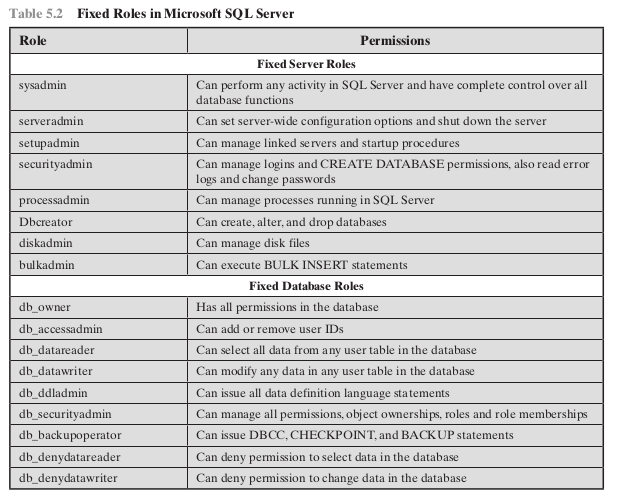 Table 5.2 Fixed Roles in Microsoft SQL Server
Role Permissions
Fixed Server Roles
sysadmin Can perform any activity in SQL Server and have complete control over all
database functions
serveradmin Can set server-wide configuration options and shut down the server
setupadmin Can manage linked servers and startup procedures
securityadmin Can manage logins and CREATE DATABASE permissions, also read error
logs and change passwords
processadmin Can manage processes running in SQL Server
Dbcreator Can create, alter, and drop databases
diskadmin Can manage disk files
bulkadmin Can execute BULK INSERT statements
Fixed Database Roles
db_owner Has all permissions in the database
db_accessadmin Can add or remove user IDs
db_datareader Can select all data from any user table in the database
db_datawriter Can modify any data in any user table in the database
db_ddladmin Can issue all data definition language statements
db_securityadmin Can manage all permissions, object ownerships, roles and role memberships
db_backupoperator Can issue DBCC, CHECKPOINT, and BACKUP statements
db_denydatareader Can deny permission to select data in the database
db_denydatawriter Can deny permission to change data in the database